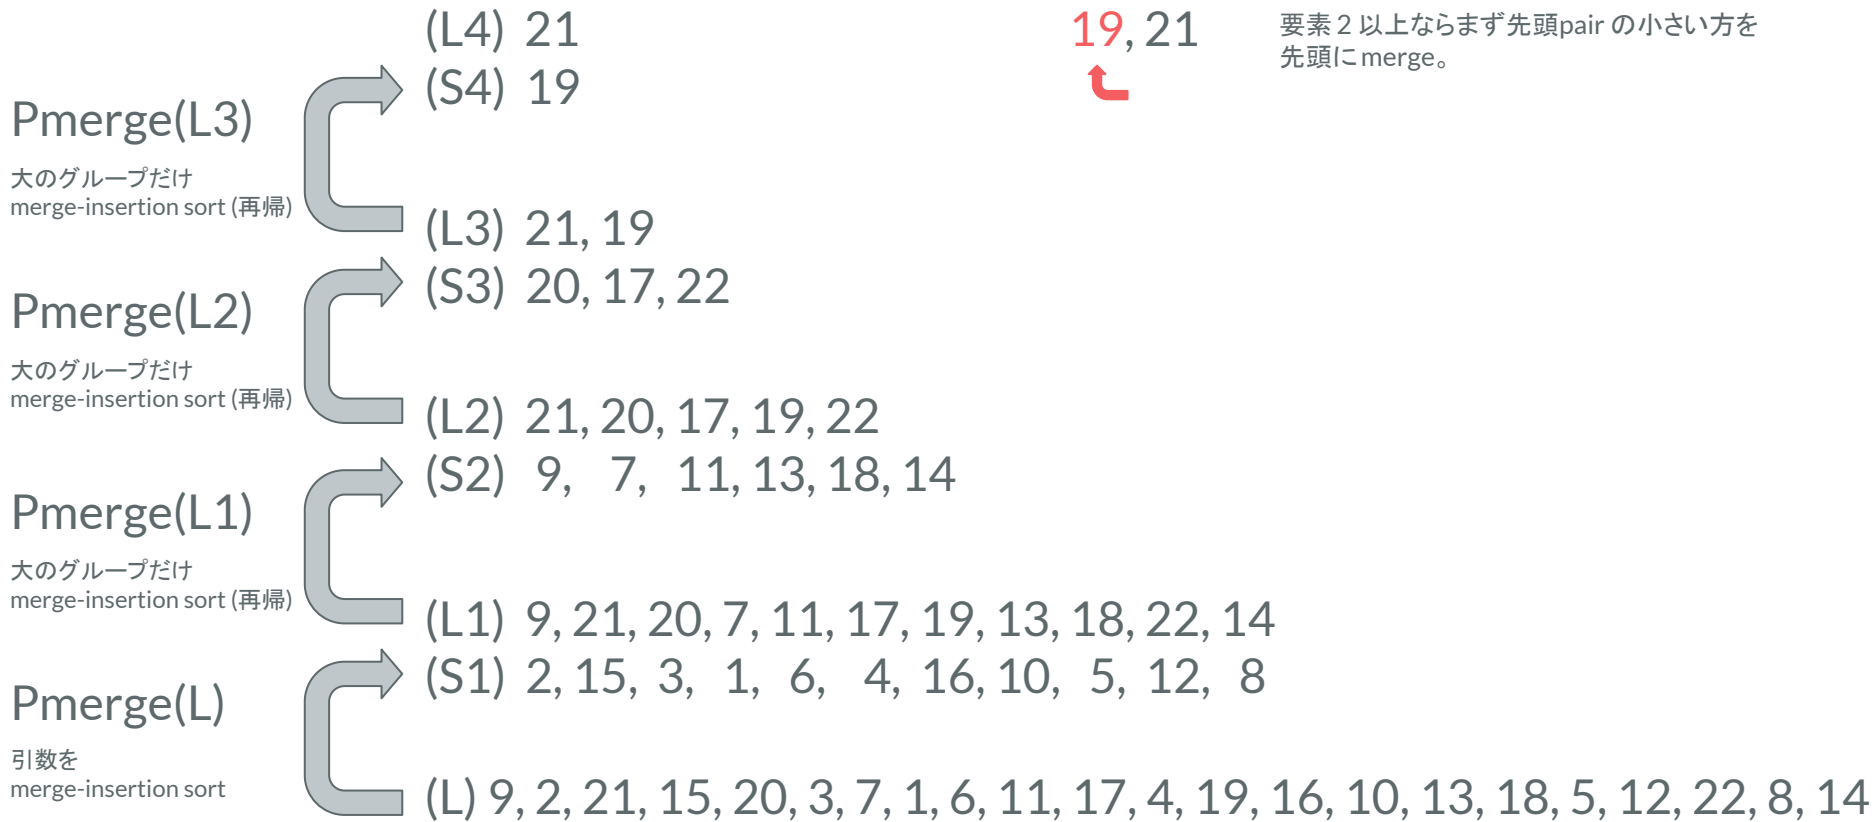 (L4) 21
(S4) 19
19, 21
要素２以上ならまず先頭pair の小さい方を
先頭にmerge。
Pmerge(L3)
大のグループだけ
merge-insertion sort (再帰)
(L3) 21, 19
(S3) 20, 17, 22
Pmerge(L2)
大のグループだけ
merge-insertion sort (再帰)
(L2) 21, 20, 17, 19, 22
(S2) 9, 7, 11, 13, 18, 14
Pmerge(L1)
大のグループだけ
merge-insertion sort (再帰)
(L1) 9, 21, 20, 7, 11, 17, 19, 13, 18, 22, 14
(S1) 2, 15, 3, 1, 6, 4, 16, 10, 5, 12, 8
Pmerge(L)
引数を
merge-insertion sort
(L) 9, 2, 21, 15, 20, 3, 7, 1, 6, 11, 17, 4, 19, 16, 10, 13, 18, 5, 12, 22, 8, 14